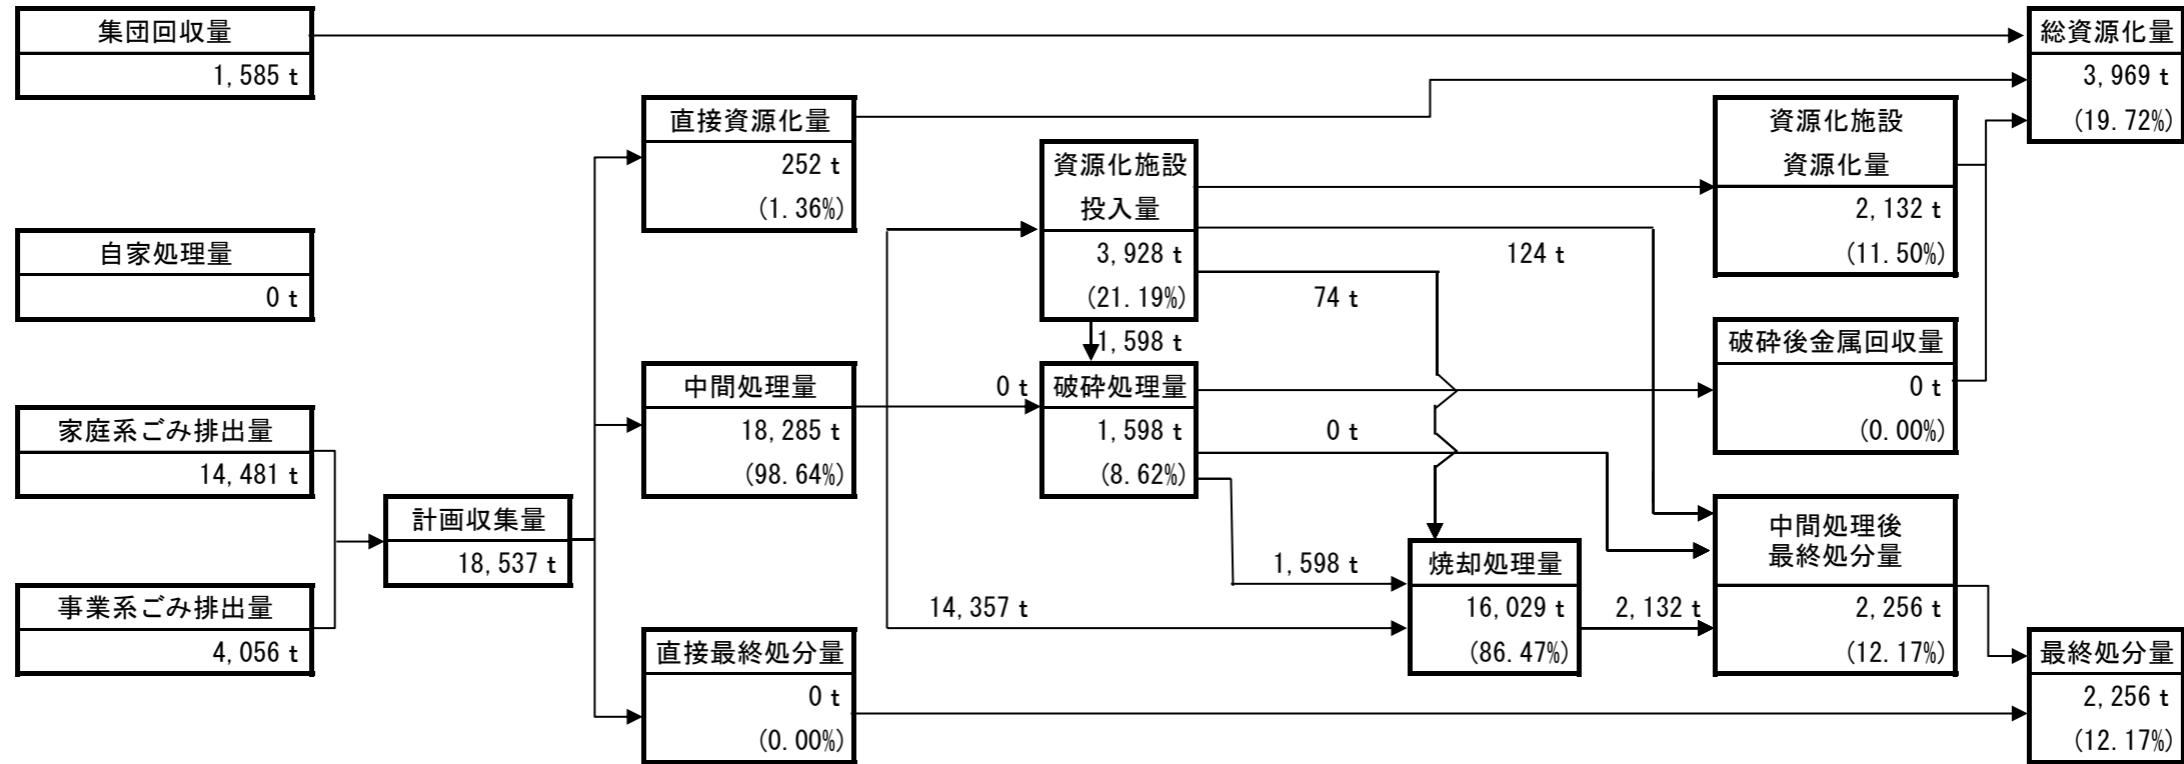 集団回収量
1,585 t
自家処理量
0 t
家庭系ごみ排出量
14,481 t
事業系ごみ排出量
4,056 t
計画収集量
18,537 t
直接資源化量
252 t
(1.36%)
中間処理量
18,285 t
(98.64%)
直接最終処分量
0 t
(0.00%)
資源化施設
投入量
3,928 t
(21.19%)
1,598 t
0 t
破砕処理量
1,598 t
(8.62%)
124 t
74 t
0 t
1,598 t
14,357 t
焼却処理量
16,029 t
(86.47%)
2,132 t
資源化施設
資源化量
2,132 t
(11.50%)
破砕後金属回収量
0 t
(0.00%)
中間処理後
最終処分量
2,256 t
(12.17%)
総資源化量
3,969 t
(19.72%)
最終処分量
2,256 t
(12.17%)